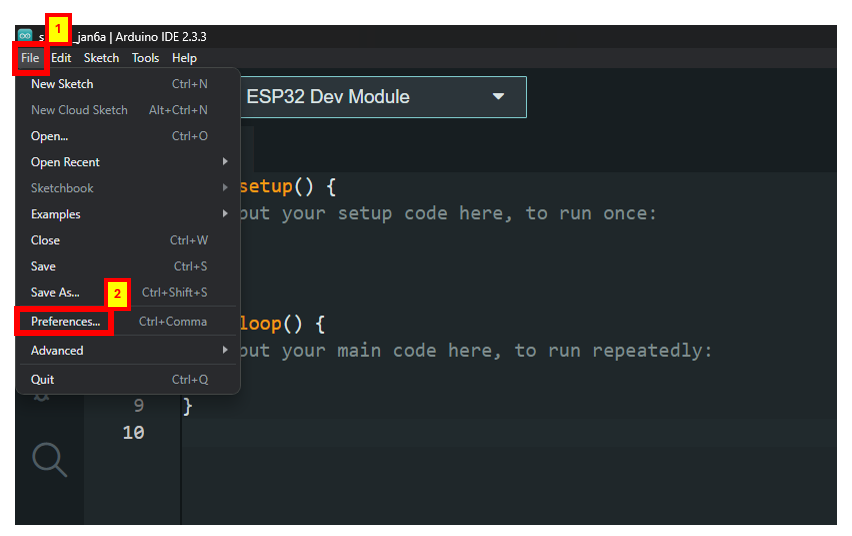 1
_jan6a | Arduino IDE 2.3.3
File Edit Sketch Tools Help
New Sketch Ctrl+N
New Cloud Sketch Alt+Ctrl+N
Open... Ctrl+O
Open Recent
Sketchbook
Examples
Close Ctrl+W
Save Ctrl+S
Save As... Ctrl+Shift+S
2
Preferences... Ctrl+Comma
Advanced
Quit Ctrl+Q
ESP32 Dev Module
setup() {
put your setup code here, to run once:
loop() {
put your main code here, to run repeatedly:
9 }
10